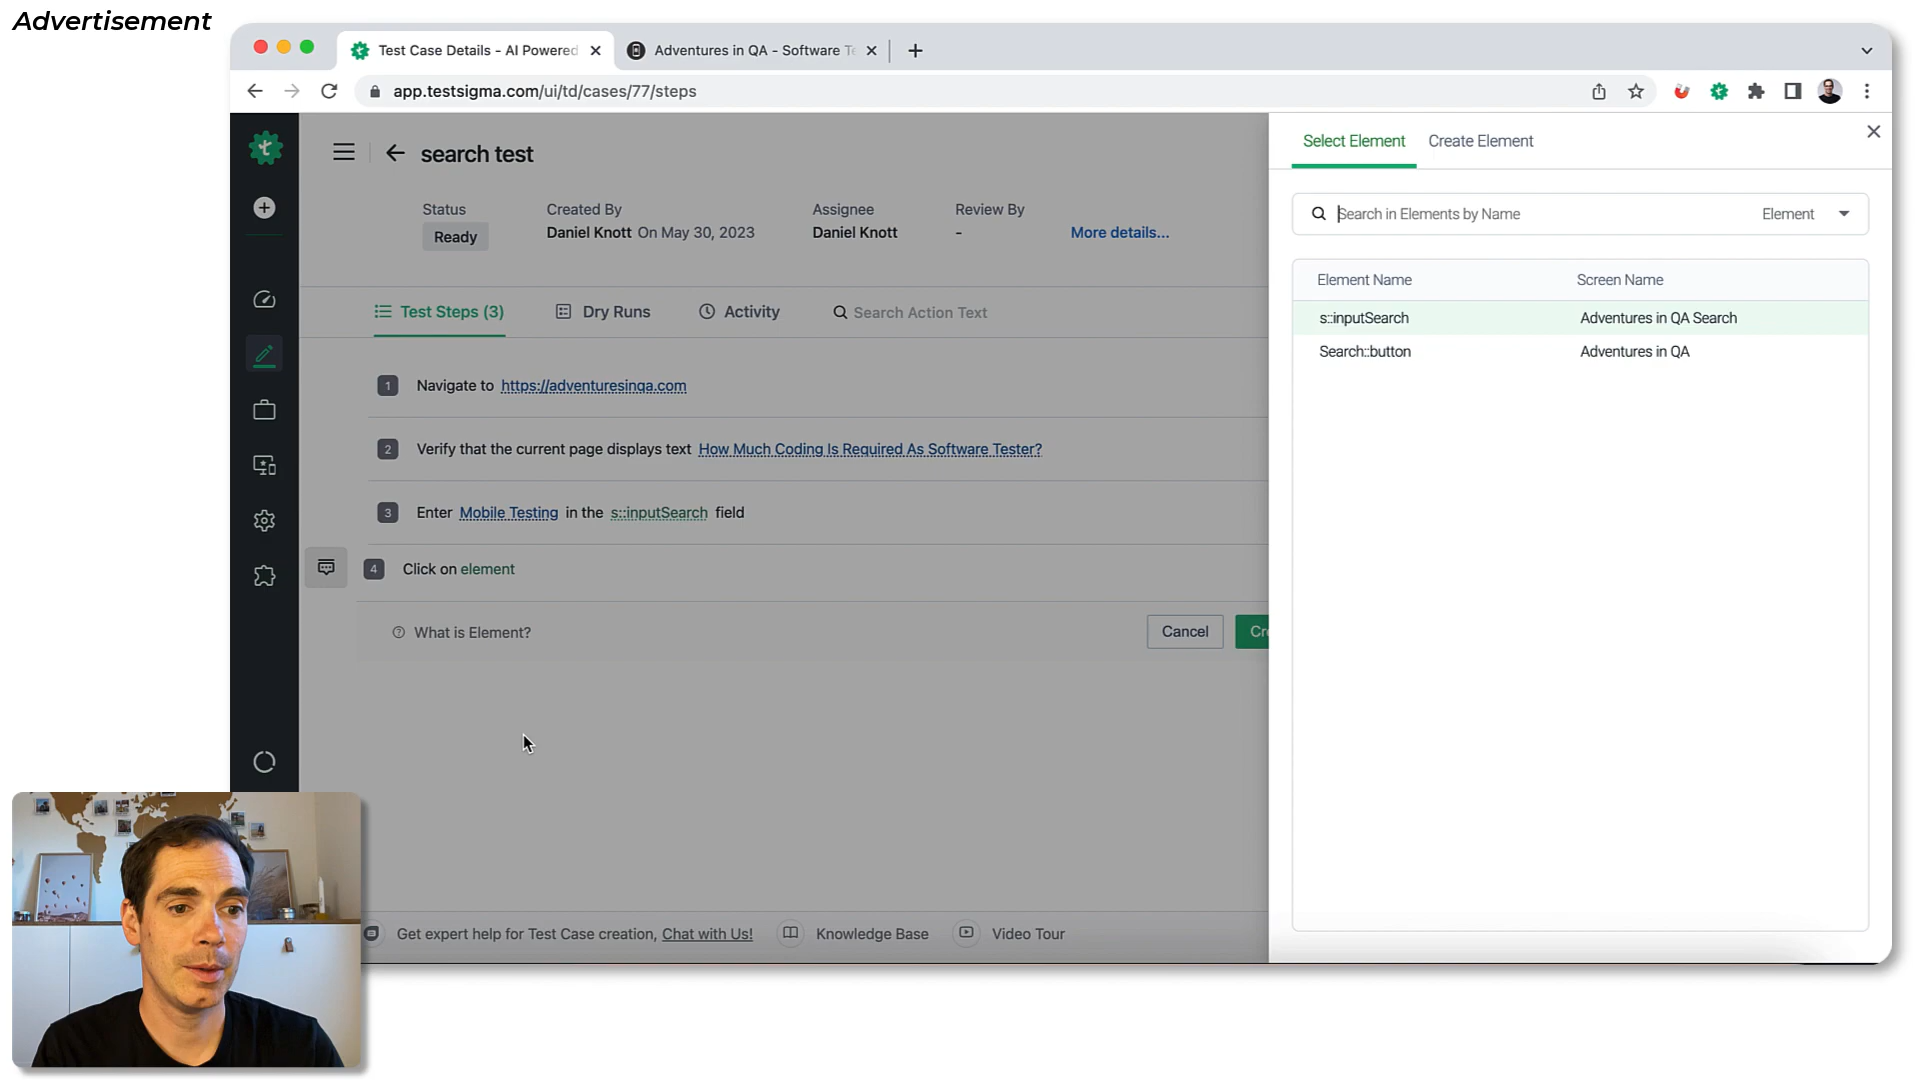 Advertisement
Test Case Details - AI Powered
Adventures in QA - Software Te
app.testsigma.com/ui/td/cases/77/steps
search test
Status
Ready
Created By
Daniel Knott On May 30, 2023
Assignee
Daniel Knott
Review By
-
More details...
Test Steps (3)
Dry Runs
Activity
Search Action Text
1 Navigate to https://adventuresinqa.com
2 Verify that the current page displays text How Much Coding Is Required As Software Tester?
3 Enter Mobile Testing in the s::inputSearch field
4 Click on element
What is Element?
Cancel
Cre
Get expert help for Test Case creation, Chat with Us!
Knowledge Base
Video Tour
Select Element
Create Element
Search in Elements by Name
Element
Element Name Screen Name
s::inputSearch Adventures in QA Search
Search::button Adventures in QA